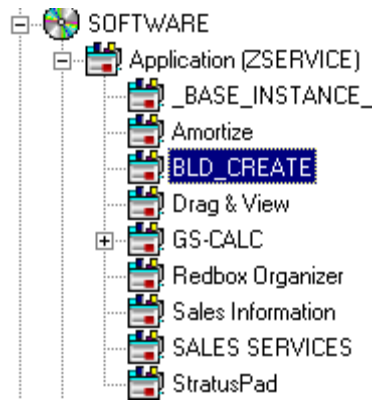 SOFTWARE
Application (ZSERVICE)
_BASE_INSTANCE_
Amortize
BLD_CREATE
Drag & View
GS-CALC
Redbox Organizer
Sales Information
SALES SERVICES
StratusPad